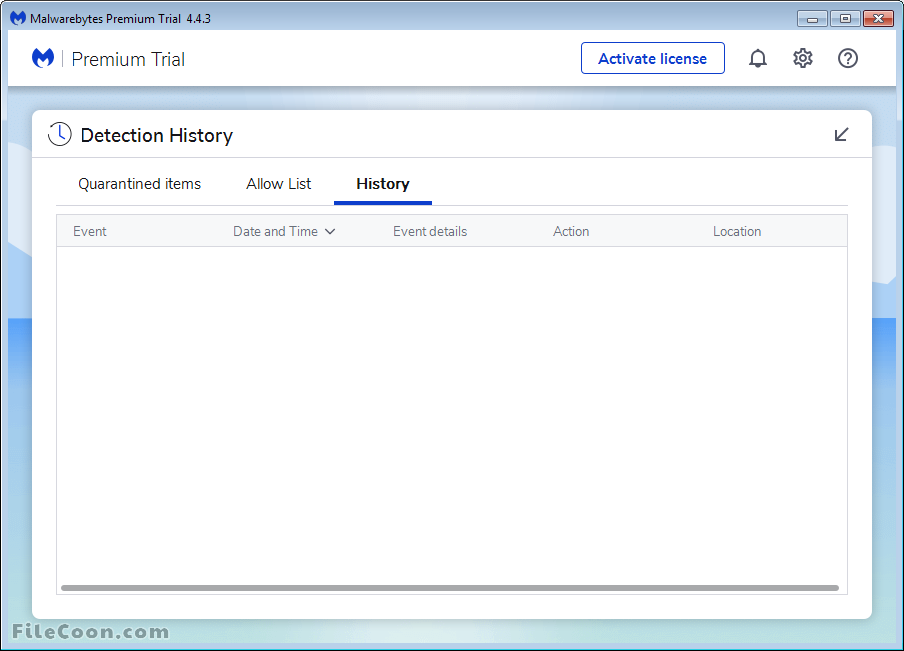 Malwarebytes Premium Trial 4.4.3
Premium Trial
Activate license
Detection History
Quarantined items Allow List History
Event Date and Time Event details Action Location
FileCoon.com